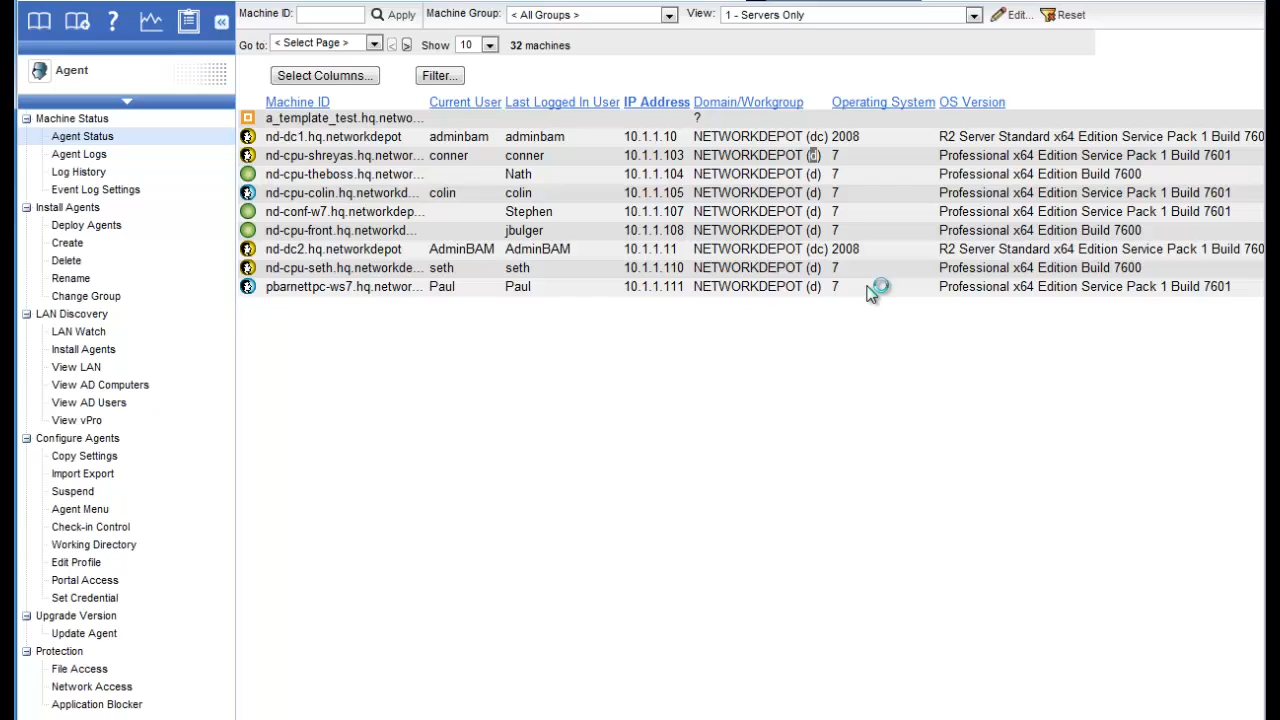 Machine ID: Apply Machine Group: < All Groups > View: 1 - Servers Only Edit... Reset
Go to: < Select Page > < > Show 10 32 machines
Agent
Select Columns... Filter...
Machine ID Current User Last Logged In User IP Address Domain/Workgroup Operating System OS Version
a_template_test.hq.netwo... ?
nd-dc1.hq.networkdepot adminbam adminbam 10.1.1.10 NETWORKDEPOT (dc) 2008 R2 Server Standard x64 Edition Service Pack 1 Build 760
nd-cpu-shreyas.hq.networ... conner conner 10.1.1.103 NETWORKDEPOT (d) 7 Professional x64 Edition Service Pack 1 Build 7601
nd-cpu-theboss.hq.networ... Nath 10.1.1.104 NETWORKDEPOT (d) 7 Professional x64 Edition Build 7600
nd-cpu-colin.hq.networkd... colin colin 10.1.1.105 NETWORKDEPOT (d) 7 Professional x64 Edition Service Pack 1 Build 7601
nd-conf-w7.hq.networkdep... Stephen 10.1.1.107 NETWORKDEPOT (d) 7 Professional x64 Edition Service Pack 1 Build 7601
nd-cpu-front.hq.networkd... jbulger 10.1.1.108 NETWORKDEPOT (d) 7 Professional x64 Edition Build 7600
nd-dc2.hq.networkdepot AdminBAM AdminBAM 10.1.1.11 NETWORKDEPOT (dc) 2008 R2 Server Standard x64 Edition Service Pack 1 Build 760
nd-cpu-seth.hq.networkde... seth seth 10.1.1.110 NETWORKDEPOT (d) 7 Professional x64 Edition Build 7600
pbarnettpc-ws7.hq.networ... Paul Paul 10.1.1.111 NETWORKDEPOT (d) 7 Professional x64 Edition Service Pack 1 Build 7601
Machine Status
Agent Status
Agent Logs
Log History
Event Log Settings
Install Agents
Deploy Agents
Create
Delete
Rename
Change Group
LAN Discovery
LAN Watch
Install Agents
View LAN
View AD Computers
View AD Users
View vPro
Configure Agents
Copy Settings
Import Export
Suspend
Agent Menu
Check-in Control
Working Directory
Edit Profile
Portal Access
Set Credential
Upgrade Version
Update Agent
Protection
File Access
Network Access
Application Blocker